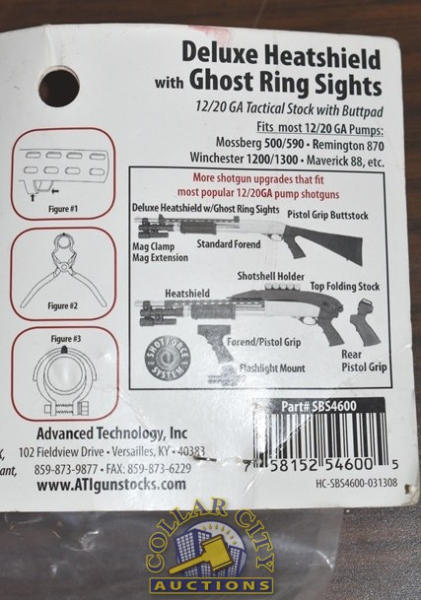 Deluxe Heatshield
with Ghost Ring Sights
12/20 GA Tactical Stock with Buttpad
Fits most 12/20 GA Pumps:
Mossberg 500/590 • Remington 870
Winchester 1200/1300 • Maverick 88, etc.
Figure #1
Figure #2
Figure #3
More shotgun upgrades that fit
most popular 12/20GA pump shotguns
Deluxe Heatshield w/Ghost Ring Sights
Pistol Grip Buttstock
Mag Clamp
Mag Extension
Standard Forend
Shotshell Holder
Heatshield
Top Folding Stock
Forend/Pistol Grip
Flashlight Mount
Rear
Pistol Grip
SHOTFORCE
SYSTEM
Advanced Technology, Inc
102 Fieldview Drive • Versailles, KY • 40383
859-873-9877 • FAX: 859-873-6229
www.ATIgunstocks.com
Part# SBS4600
7 58152 54600 5
HC-SBS4600-031308
COLLAR CITY
AUCTIONS